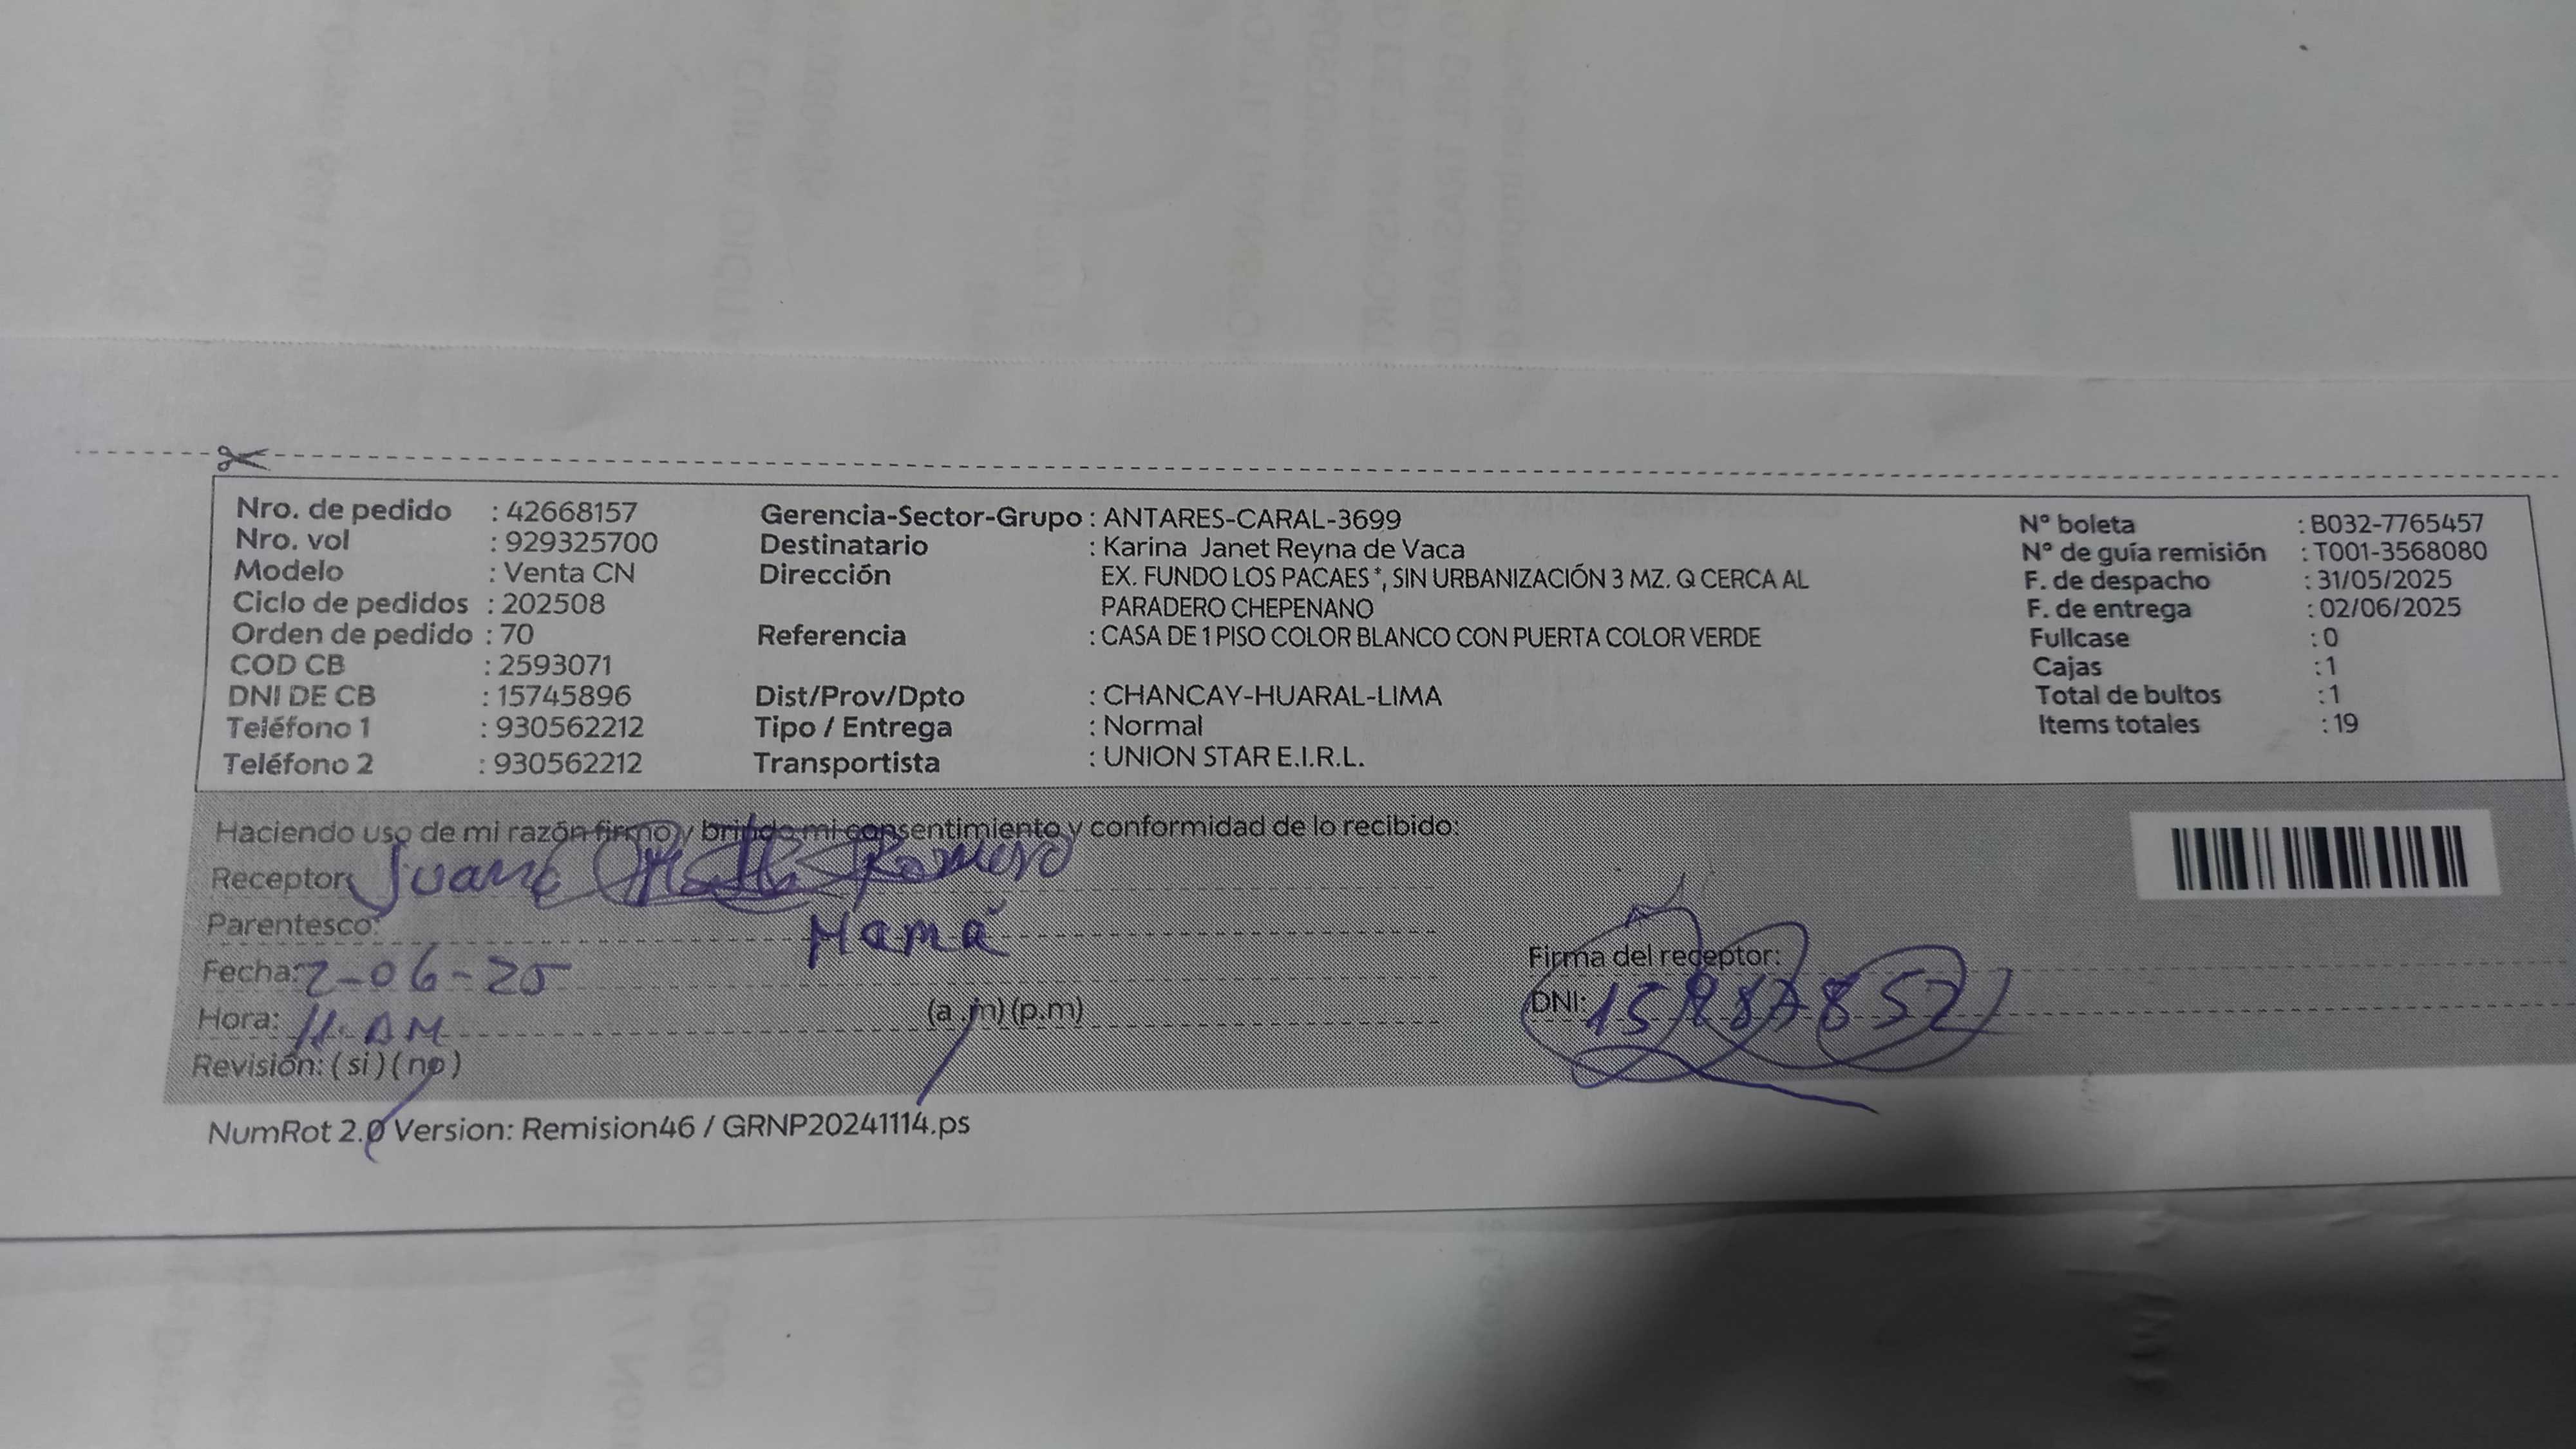 Nro. de pedido : 42668157
Nro. vol : 929325700
Modelo : Venta CN
Ciclo de pedidos : 202508
Orden de pedido : 70
COD CB : 2593071
DNI DE CB : 15745896
Teléfono 1 : 930562212
Teléfono 2 : 930562212
Gerencia-Sector-Grupo : ANTARES-CARAL-3699
Destinatario : Karina Janet Reyna de Vaca
Dirección EX. FUNDO LOS PACAES *, SIN URBANIZACIÓN 3 MZ. Q CERCA AL
PARADERO CHEPENANO
Referencia : CASA DE 1 PISO COLOR BLANCO CON PUERTA COLOR VERDE
Dist/Prov/Dpto : CHANCAY-HUARAL-LIMA
Tipo / Entrega : Normal
Transportista : UNION STAR E.I.R.L.
N° boleta : B032-7765457
N° de guía remisión : T001-3568080
F. de despacho : 31/05/2025
F. de entrega : 02/06/2025
Fullcase : 0
Cajas : 1
Total de bultos : 1
Items totales : 19
Haciendo uso de mi razón firmo y brindo mi consentimiento y conformidad de lo recibido:
Receptor: Romero
Parentesco: Mamá
Fecha: 2-06-25
Hora: 11. AM (a.m) (p.m)
Revisión: (si) (no)
Firma del receptor:
DNI:
NumRot 2.0 Version: Remision46 / GRNP20241114.ps